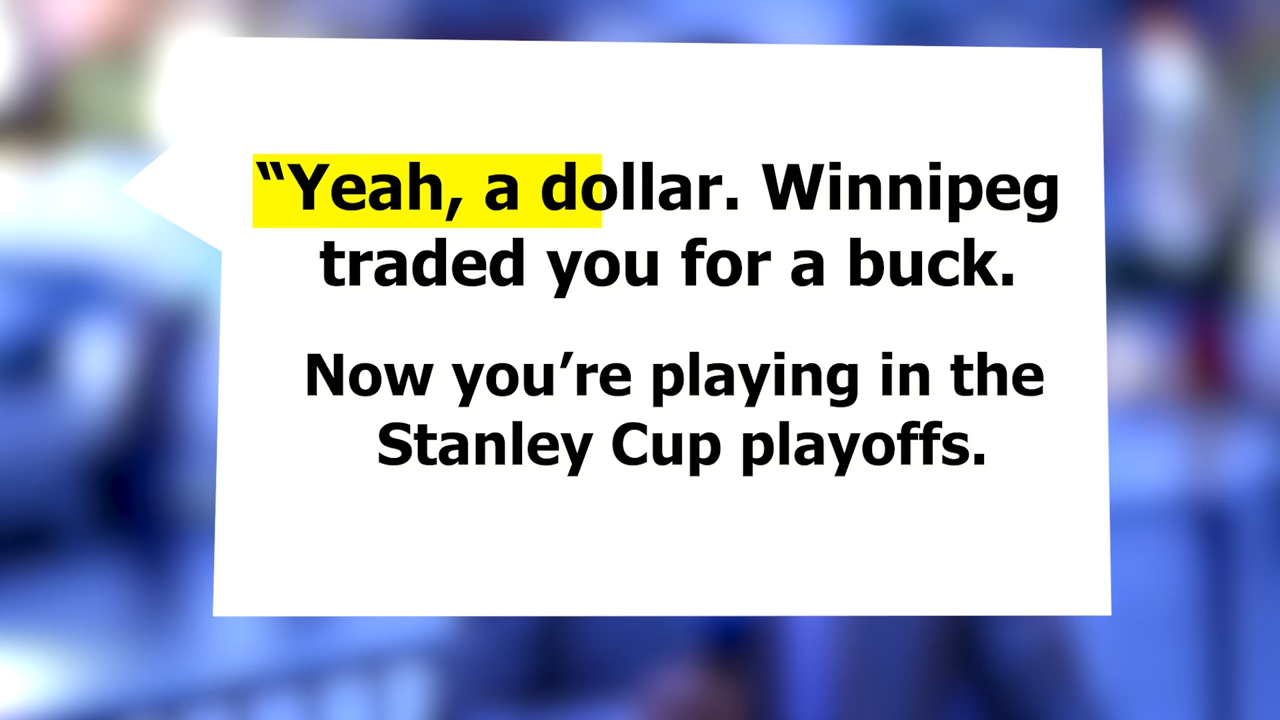 “Yeah, a dollar. Winnipeg
traded you for a buck.
Now you’re playing in the
Stanley Cup playoffs.